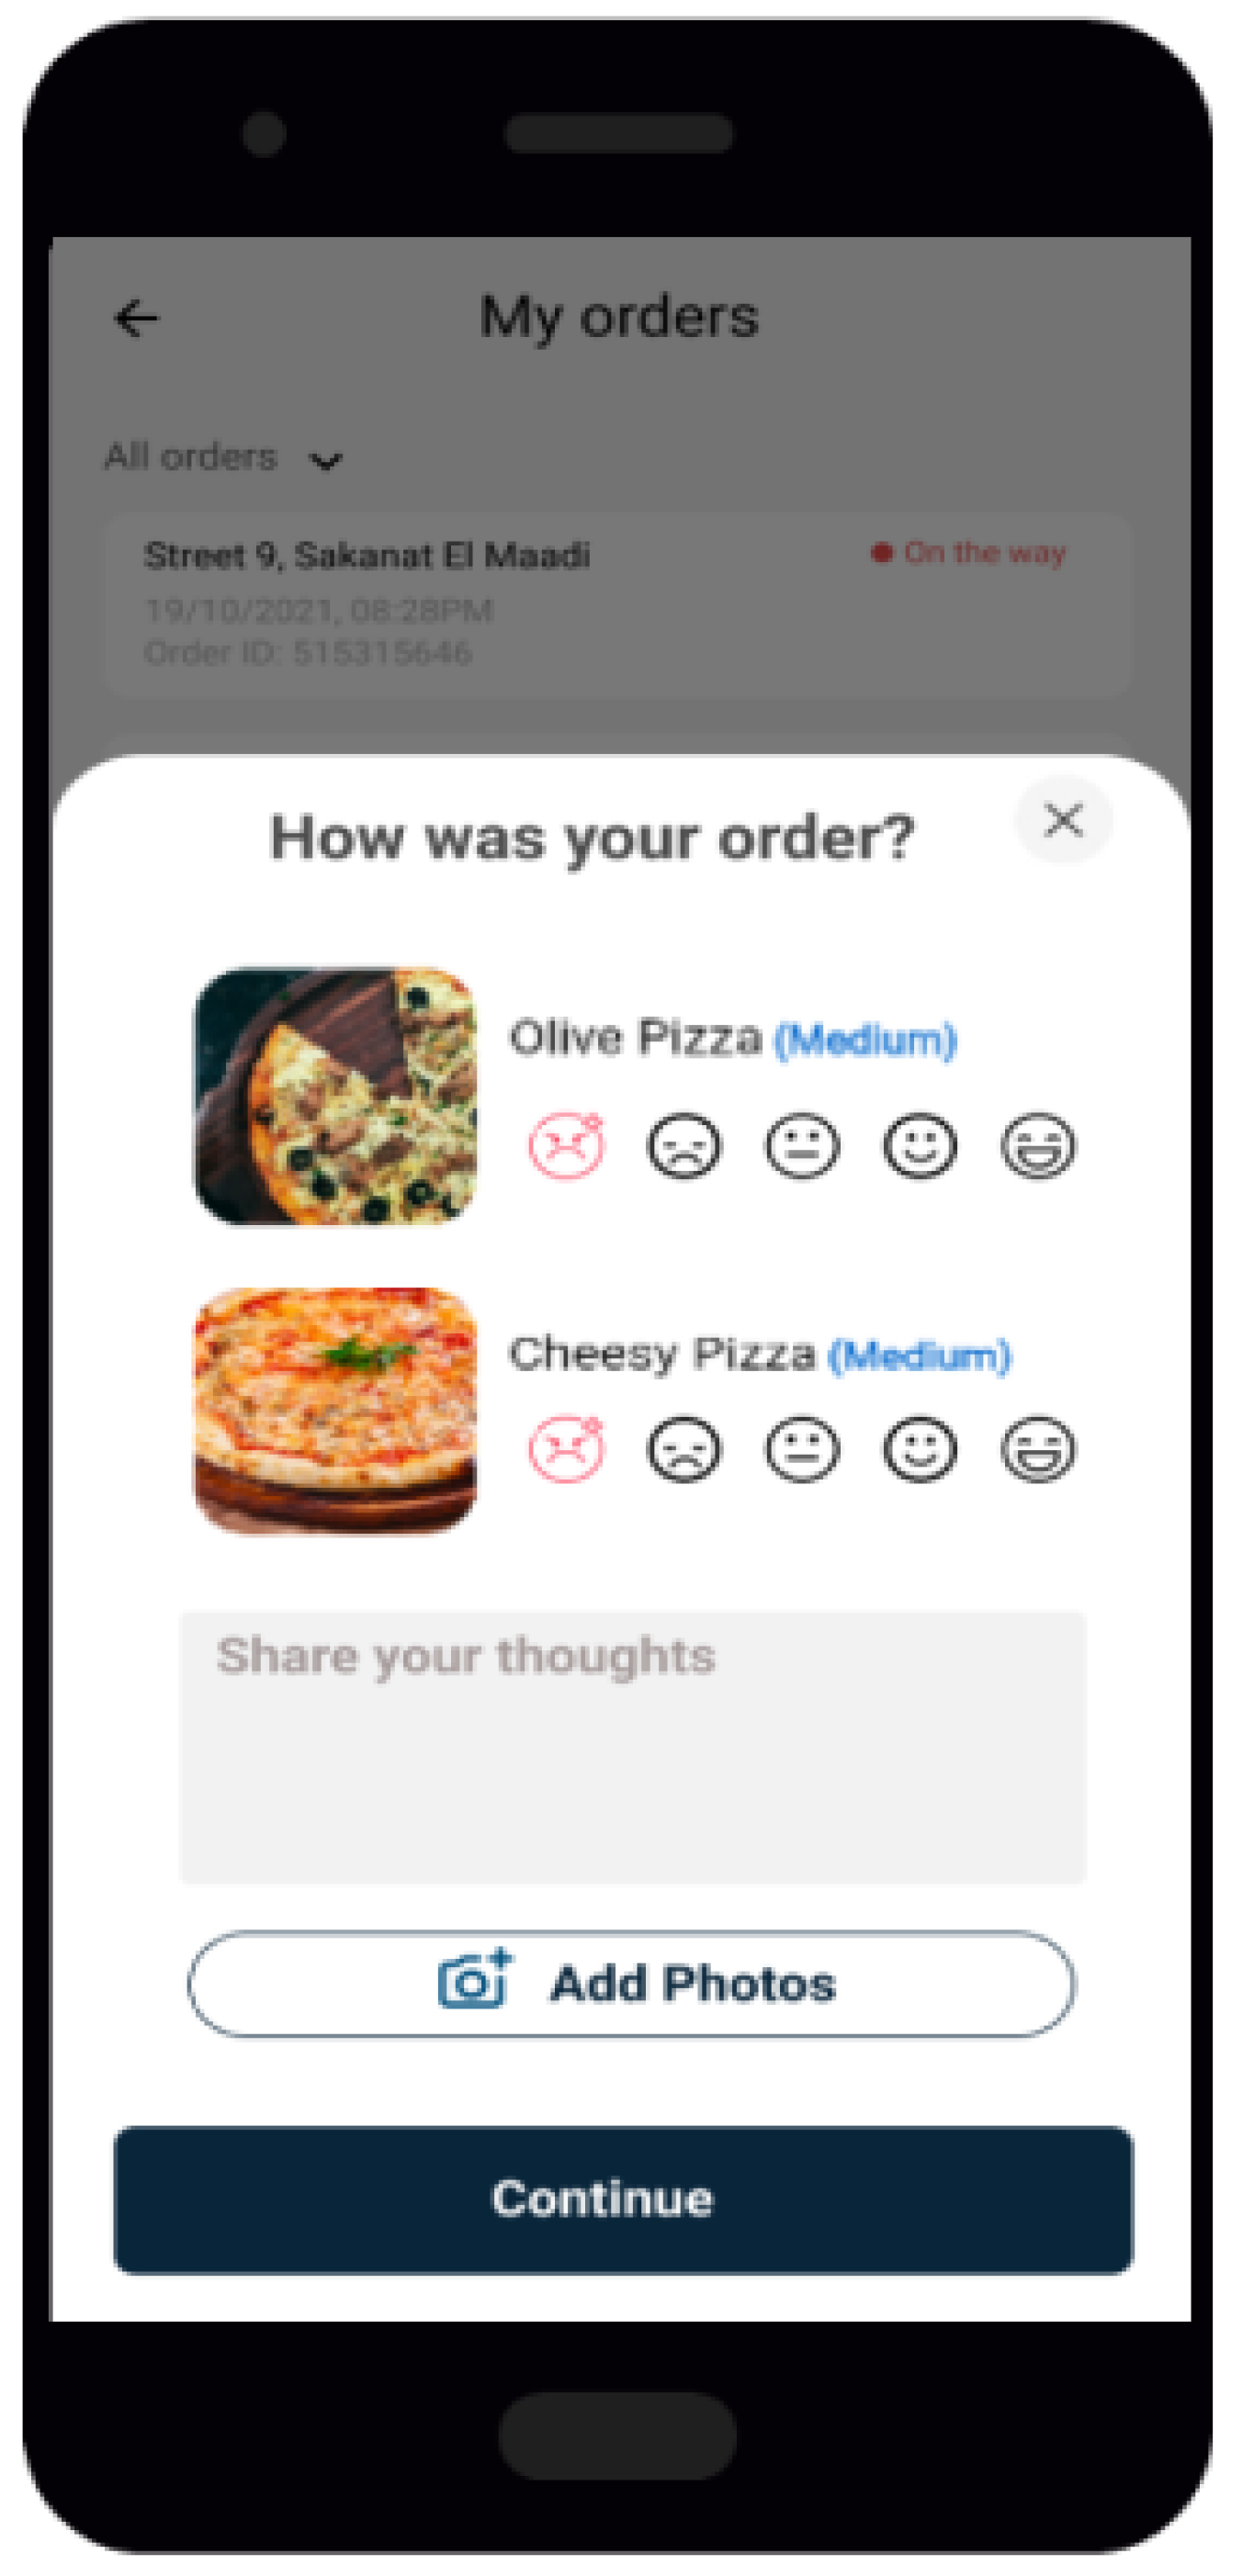 My orders
All orders
Street 9, Sakanat El Maadi
On the way
19/10/2021, 08:28PM
Order ID: 515315646
How was your order?
Olive Pizza (Medium)
Cheesy Pizza (Medium)
Share your thoughts
Add Photos
Continue